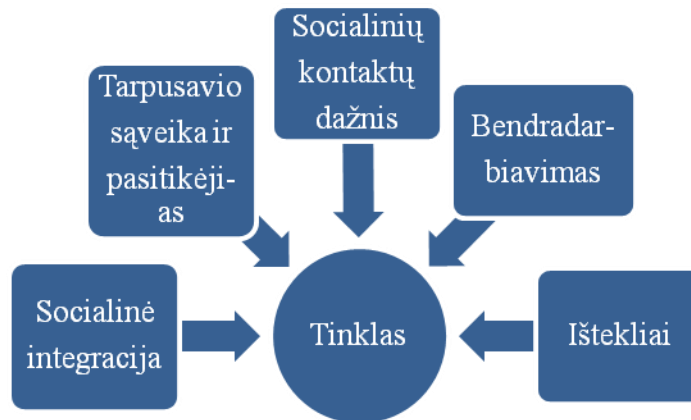 Socialinių
kontaktų
dažnis
Tarpusavio
sąveika ir
pasitikėji-
as
Bendradar-
biavimas
Socialinė
integracija
Tinklas
Ištekliai